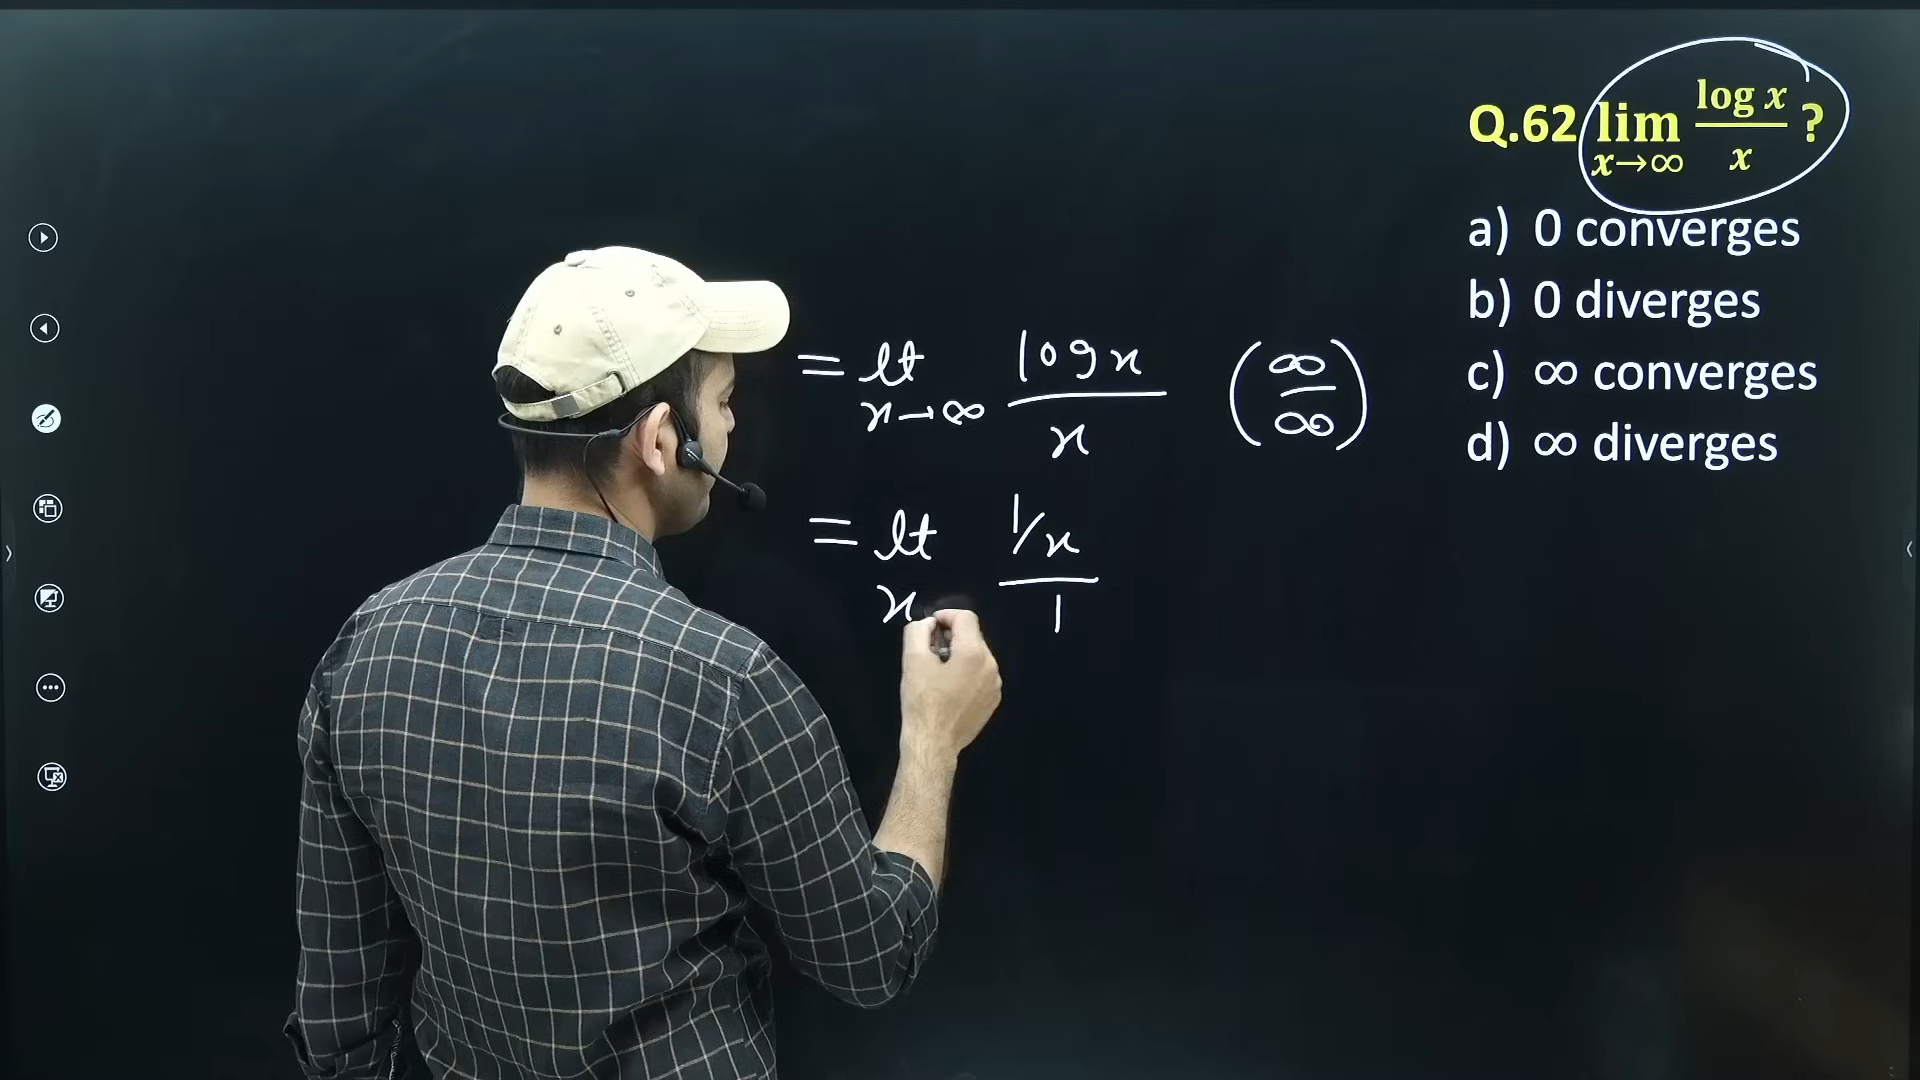 Q.62 lim x→∞ log x / x ?
a) 0 converges
b) 0 diverges
c) ∞ converges
d) ∞ diverges
= lt x→∞ log x / x (∞/∞)
= lt x 1/x / 1